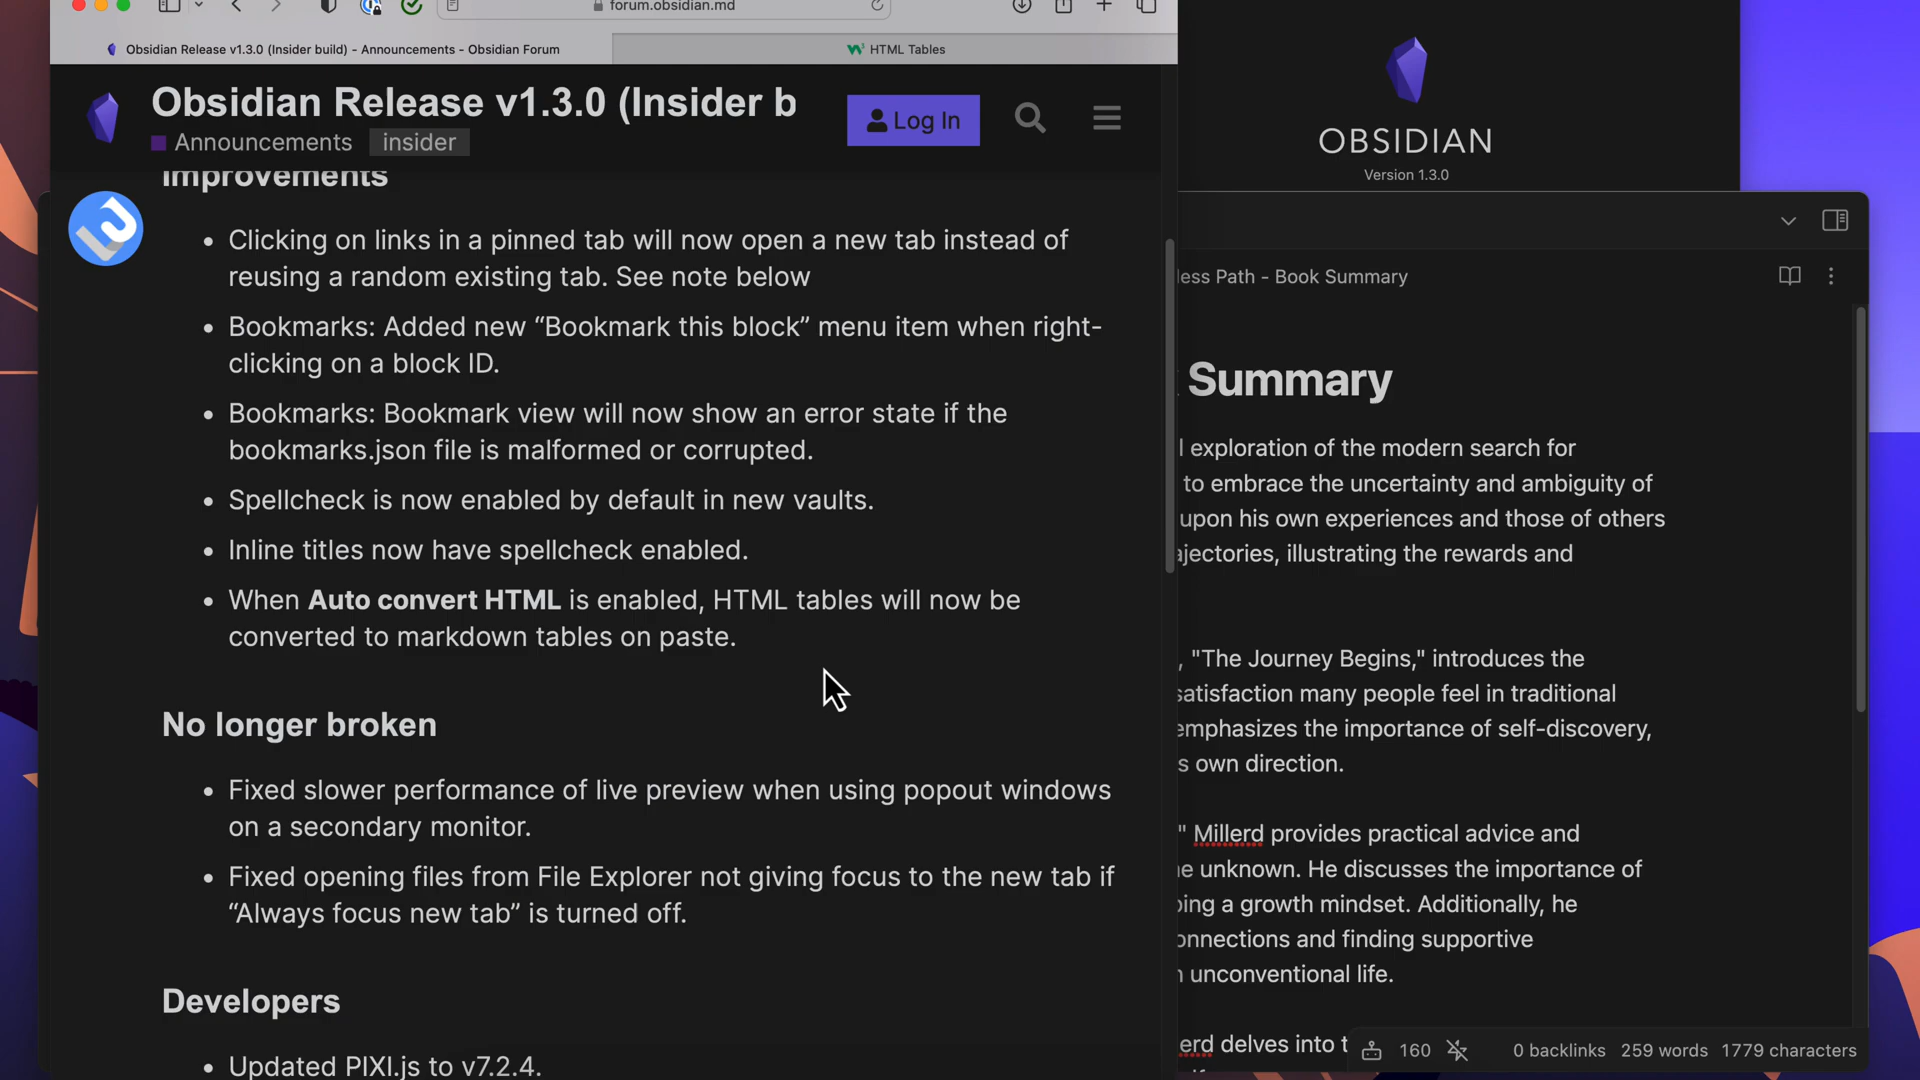 forum.obsidian.md
Obsidian Release v1.3.0 (Insider build) - Announcements - Obsidian Forum
HTML Tables
Obsidian Release v1.3.0 (Insider b
Log In
Announcements
insider
Improvements
• Clicking on links in a pinned tab will now open a new tab instead of
reusing a random existing tab. See note below
• Bookmarks: Added new “Bookmark this block” menu item when right-
clicking on a block ID.
• Bookmarks: Bookmark view will now show an error state if the
bookmarks.json file is malformed or corrupted.
• Spellcheck is now enabled by default in new vaults.
• Inline titles now have spellcheck enabled.
• When Auto convert HTML is enabled, HTML tables will now be
converted to markdown tables on paste.
No longer broken
• Fixed slower performance of live preview when using popout windows
on a secondary monitor.
• Fixed opening files from File Explorer not giving focus to the new tab if
“Always focus new tab” is turned off.
Developers
• Updated PIXI.js to v7.2.4.
OBSIDIAN
Version 1.3.0
less Path - Book Summary
Summary
l exploration of the modern search for
to embrace the uncertainty and ambiguity of
upon his own experiences and those of others
ajectories, illustrating the rewards and
, "The Journey Begins," introduces the
satisfaction many people feel in traditional
emphasizes the importance of self-discovery,
s own direction.
" Millerd provides practical advice and
e unknown. He discusses the importance of
ping a growth mindset. Additionally, he
onnections and finding supportive
n unconventional life.
erd delves into t
160
0 backlinks 259 words 1779 characters